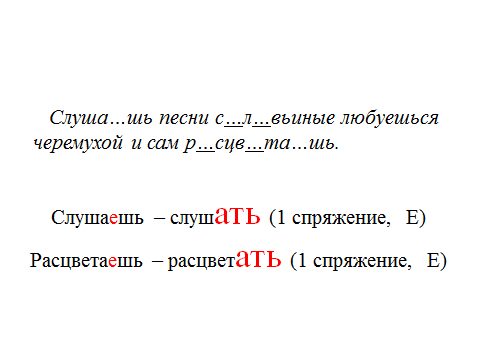 Слуша…шь песни с…л…вьиные любуешься
черемухой и сам р…сцв…та…шь.
Слушаешь – слушать (1 спряжение, Е)
Расцветаешь – расцветать (1 спряжение, Е)